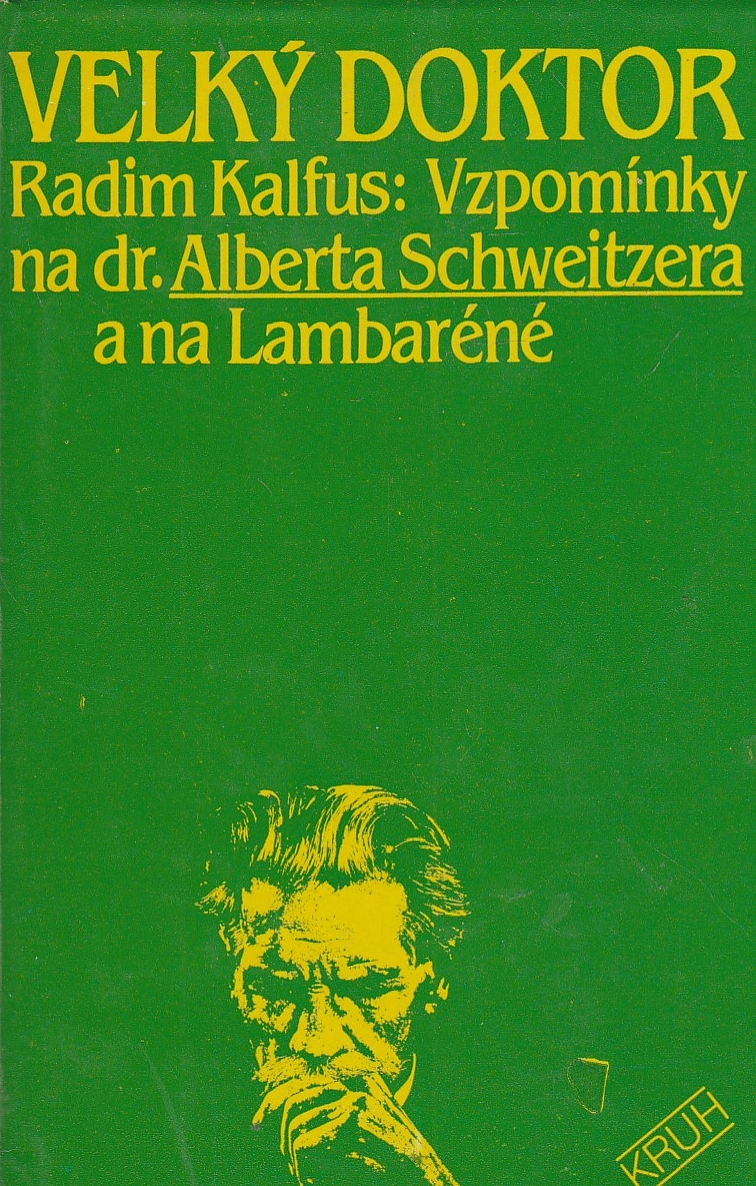 VELKÝ DOKTOR
Radim Kalfus: Vzpomínky
na dr. Alberta Schweitzera
a na Lambaréné
KRUH